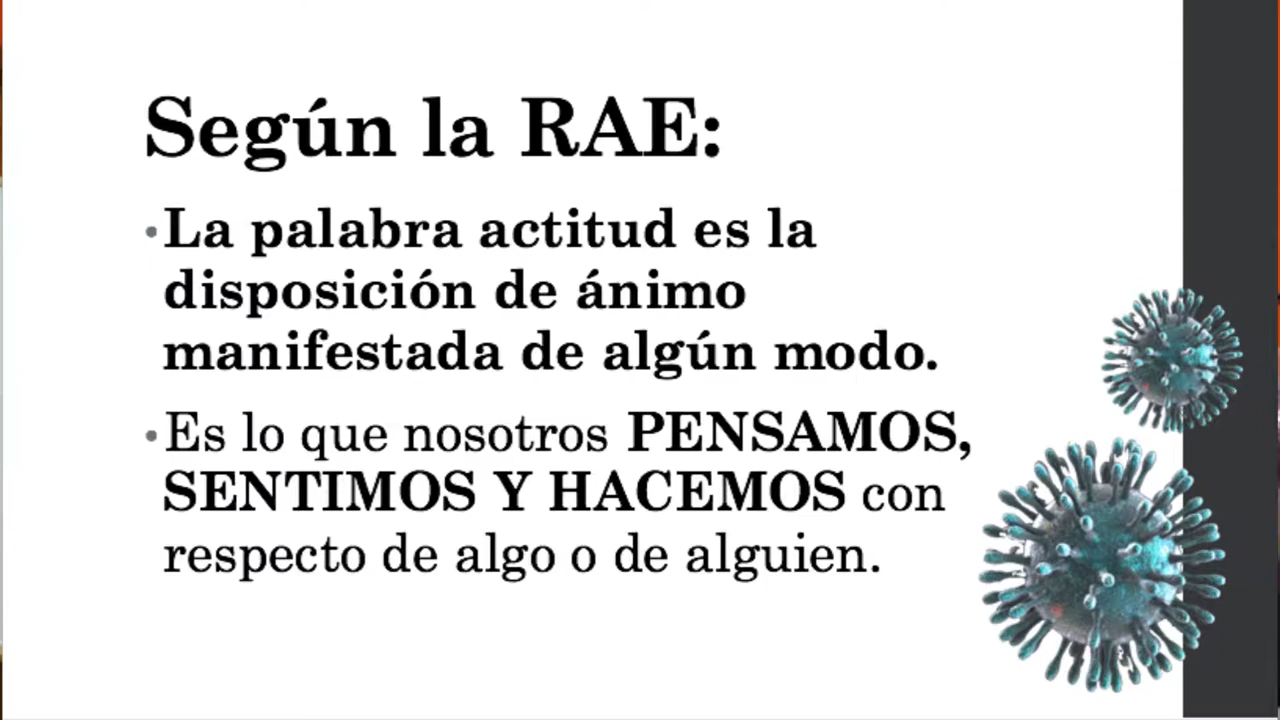 Según la RAE:
•La palabra actitud es la
disposición de ánimo
manifestada de algún modo.
•Es lo que nosotros PENSAMOS,
SENTIMOS Y HACEMOS con
respecto de algo o de alguien.